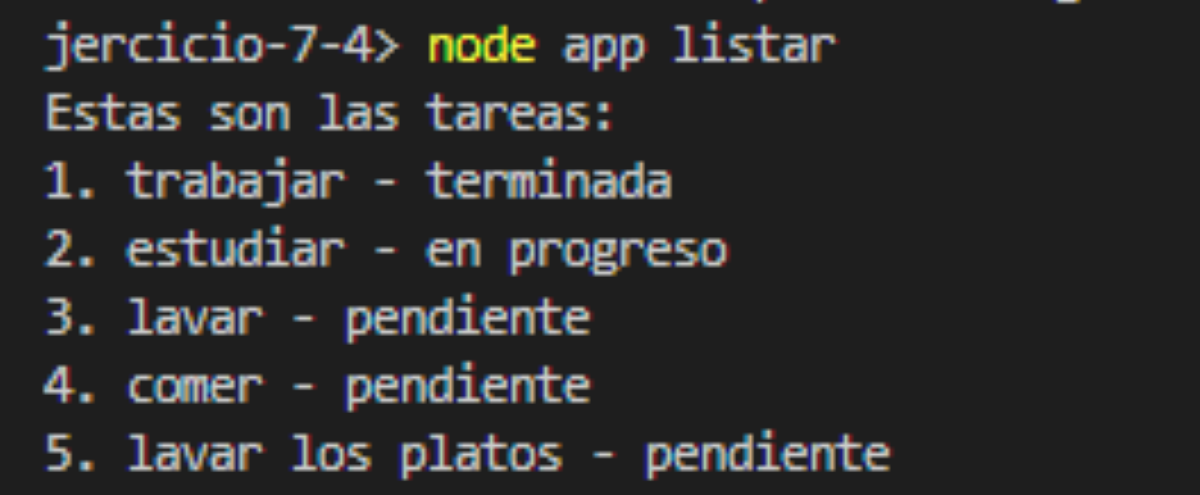 jercicio-7-4> node app listar
Estas son las tareas:
1. trabajar - terminada
2. estudiar - en progreso
3. lavar - pendiente
4. comer - pendiente
5. lavar los platos - pendiente